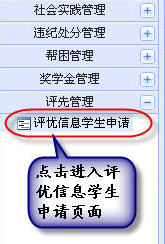 社会实践管理
违纪处分管理
帮困管理
奖学金管理
评先管理
评优信息学生申请
点击进入评
优信息学生
申请页面